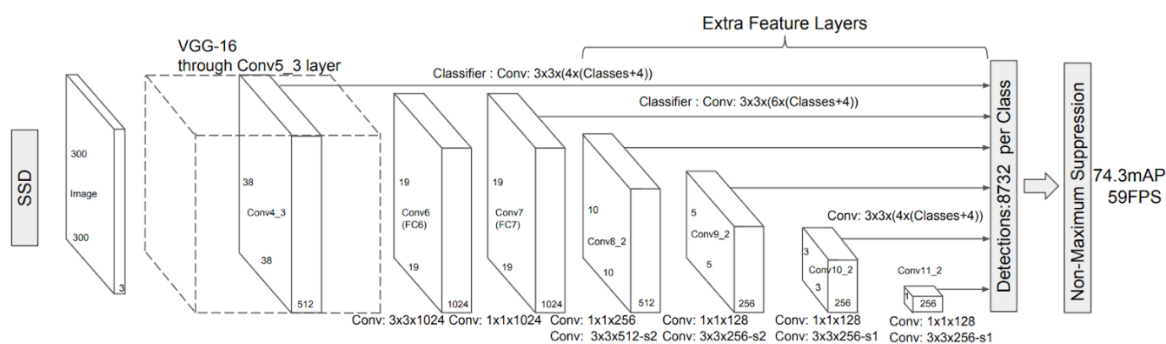 Extra Feature Layers
VGG-16
through Conv5_3 layer
Classifier : Conv: 3x3x(4x(Classes+4))
Classifier : Conv: 3x3x(6x(Classes+4))
SSD
300
Image
300
3
38
Conv4_3
38
512
19
Conv6
(FC6)
19
1024
19
Conv7
(FC7)
19
1024
10
Conv8_2
10
512
5
Conv9_2
5
256
Conv: 3x3x(4x(Classes+4))
3
Conv10_2
3
256
Conv11_2
1
256
Detections:8732 per Class
Non-Maximum Suppression
74.3mAP
59FPS
Conv: 3x3x1024
Conv: 1x1x1024
Conv: 1x1x256
Conv: 3x3x512-s2
Conv: 1x1x128
Conv: 3x3x256-s2
Conv: 1x1x128
Conv: 3x3x256-s1
Conv: 1x1x128
Conv: 3x3x256-s1